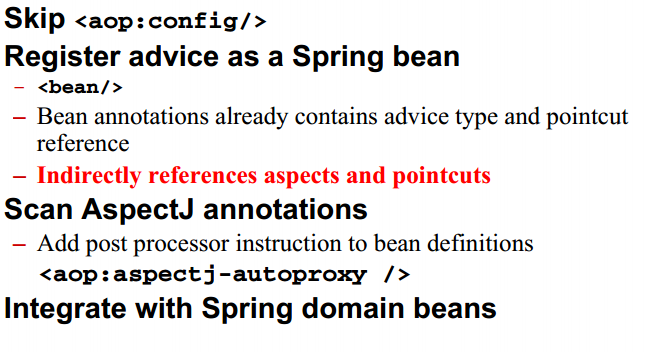 Skip <aop:config/>
Register advice as a Spring bean
– <bean/>
– Bean annotations already contains advice type and pointcut
reference
– Indirectly references aspects and pointcuts
Scan AspectJ annotations
– Add post processor instruction to bean definitions
<aop:aspectj-autoproxy />
Integrate with Spring domain beans